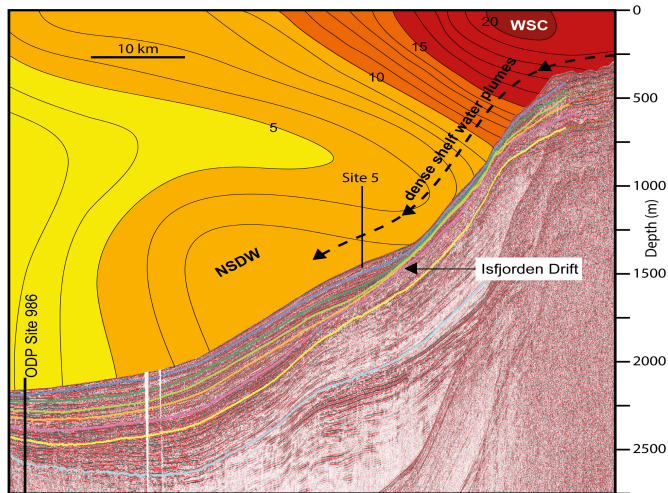 20
WSC
0
15
10 km
10
500
dense shelf water plumes
5
Site 5
1000
Depth (m)
NSDW
Isfjorden Drift
1500
ODP Site 986
2000
2500